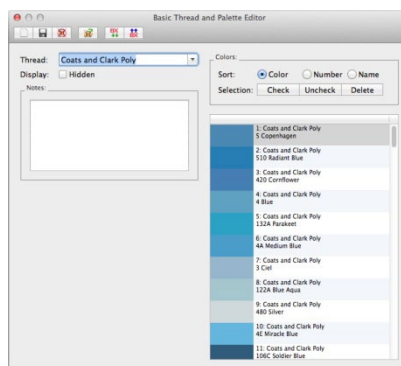 Basic Thread and Palette Editor
Thread: Coats and Clark Poly
Display: Hidden
Notes:
Colors:
Sort: Color Number Name
Selection: Check Uncheck Delete
1: Coats and Clark Poly
5 Copenhagen
2: Coats and Clark Poly
510 Radiant Blue
3: Coats and Clark Poly
420 Cornflower
4: Coats and Clark Poly
4 Blue
5: Coats and Clark Poly
132A Parakeet
6: Coats and Clark Poly
4A Medium Blue
7: Coats and Clark Poly
3 Ciel
8: Coats and Clark Poly
122A Blue Aqua
9: Coats and Clark Poly
480 Silver
10: Coats and Clark Poly
4E Miracle Blue
11: Coats and Clark Poly
106C Soldier Blue